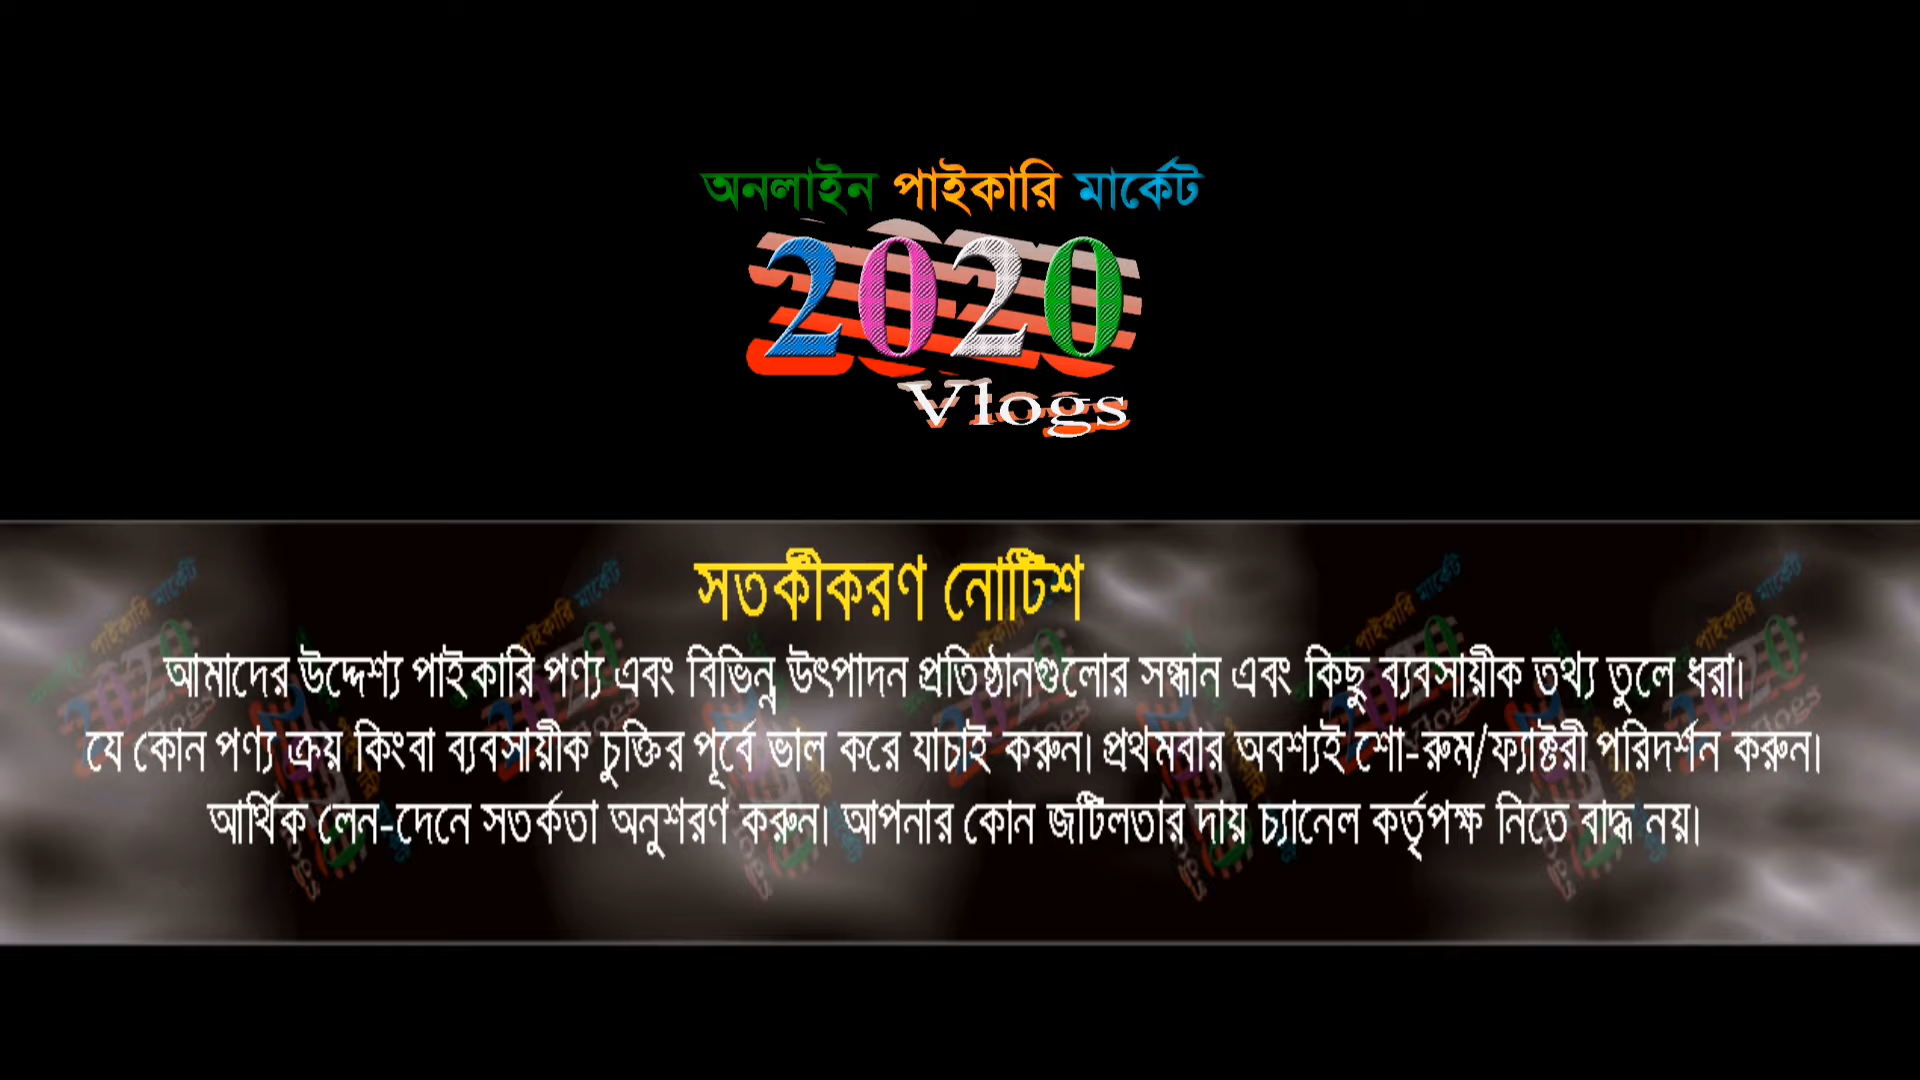 অনলাইন পাইকারি মার্কেট
2020
Vlogs
সতর্কীকরণ নোটিশ
আমাদের উদ্দেশ্য পাইকারি পণ্য এবং বিভিন্ন উৎপাদন প্রতিষ্ঠানগুলোর সন্ধান এবং কিছু ব্যবসায়ীক তথ্য তুলে ধরা।
যে কোন পণ্য ক্রয় কিংবা ব্যবসায়ীক চুক্তির পূর্বে ভাল করে যাচাই করুন। প্রথমবার অবশ্যই শো-রুম/ফ্যাক্টরী পরিদর্শন করুন।
আর্থিক লেন-দেনে সতর্কতা অনুশরণ করুন। আপনার কোন জটিলতার দায় চ্যানেল কর্তৃপক্ষ নিতে বাদ্ধ নয়।